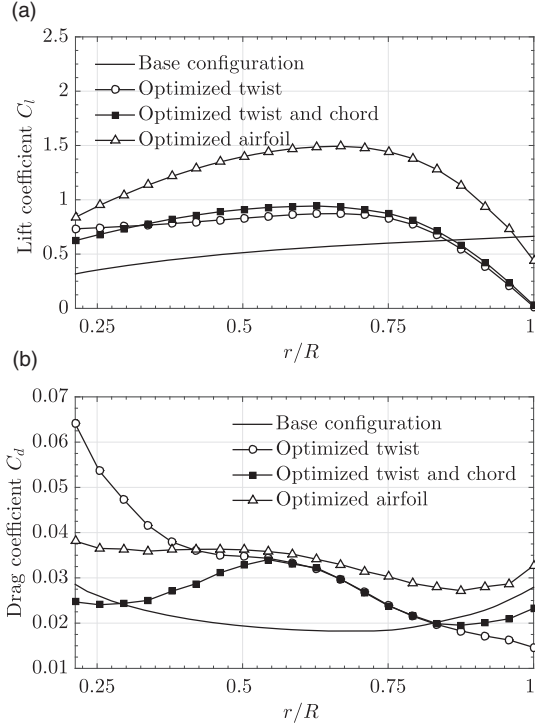 (a)
2.5
2
1.5
1
0.5
0
Lift coefficient C_l
Base configuration
Optimized twist
Optimized twist and chord
Optimized airfoil
0.25 0.5 0.75 1
r/R
(b)
0.07
0.06
0.05
0.04
0.03
0.02
0.01
Drag coefficient C_d
Base configuration
Optimized twist
Optimized twist and chord
Optimized airfoil
0.25 0.5 0.75 1
r/R